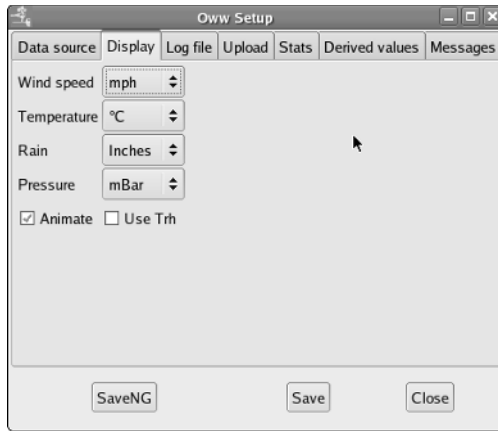 Oww Setup
Data source Display Log file Upload Stats Derived values Messages
Wind speed mph
Temperature °C
Rain Inches
Pressure mBar
Animate Use Trh
SaveNG Save Close